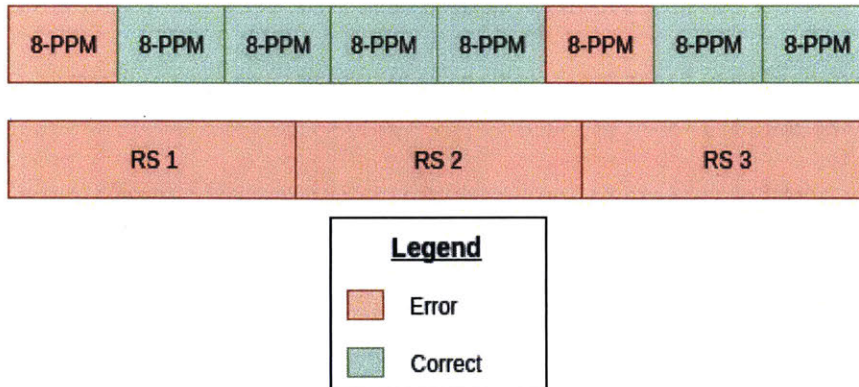 8-PPM 8-PPM 8-PPM 8-PPM 8-PPM 8-PPM 8-PPM 8-PPM
RS 1 RS 2 RS 3
Legend
Error
Correct